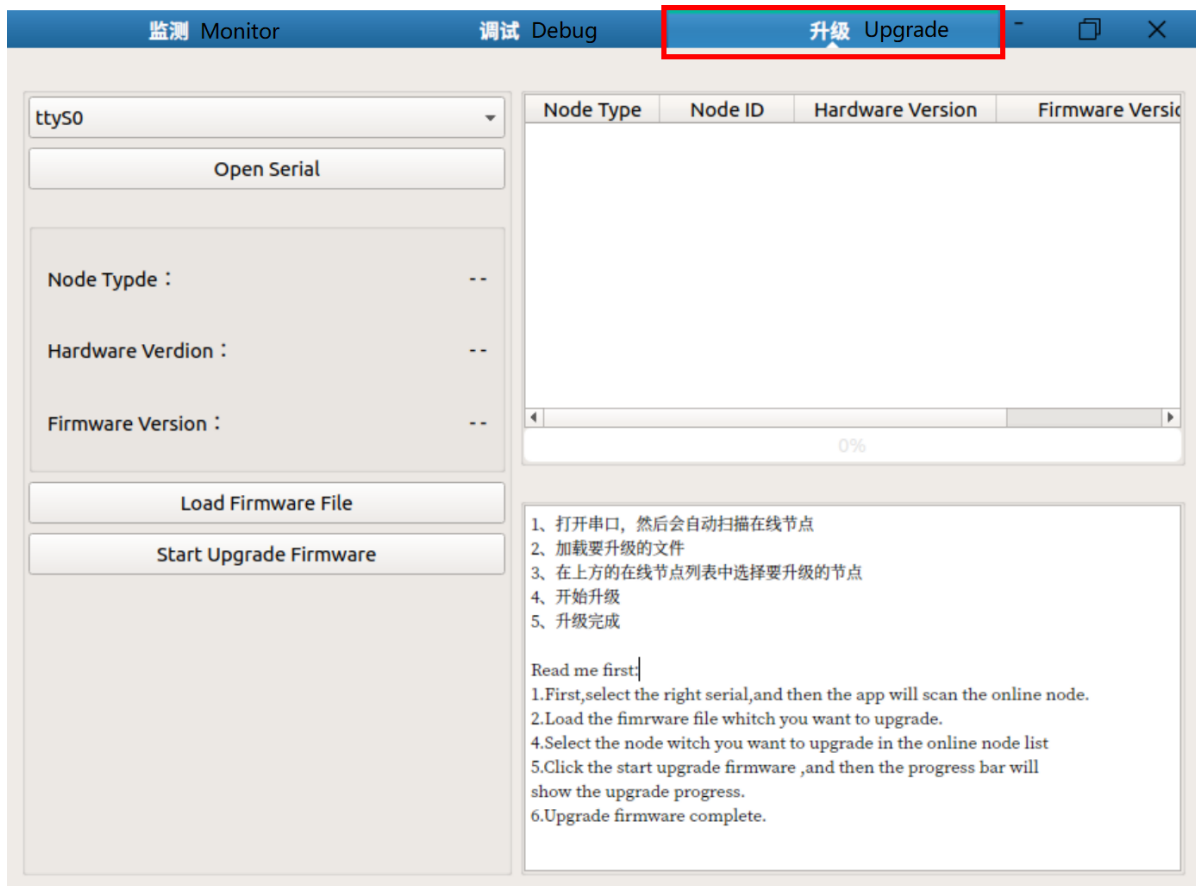 监测 Monitor
调试 Debug
升级 Upgrade
ttyS0
Open Serial
Node Typde： --
Hardware Verdion： --
Firmware Version： --
Load Firmware File
Start Upgrade Firmware
Node Type Node ID Hardware Version Firmware Versic
0%
1、打开串口，然后会自动扫描在线节点
2、加载要升级的文件
3、在上方的在线节点列表中选择要升级的节点
4、开始升级
5、升级完成
Read me first:
1.First,select the right serial,and then the app will scan the online node.
2.Load the fimrware file whitch you want to upgrade.
4.Select the node witch you want to upgrade in the online node list
5.Click the start upgrade firmware ,and then the progress bar will
show the upgrade progress.
6.Upgrade firmware complete.